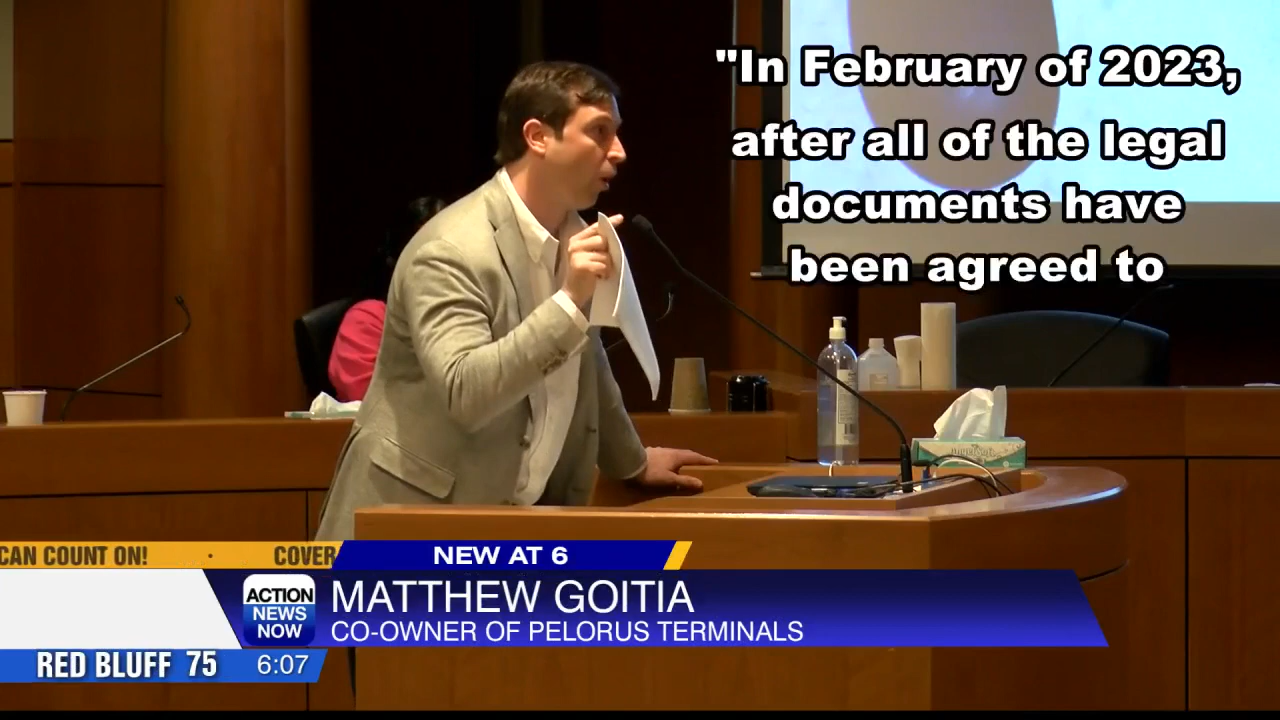 "In February of 2023,
after all of the legal
documents have
been agreed to
CAN COUNT ON! · COVER
NEW AT 6
ACTION
NEWS
NOW
MATTHEW GOITIA
CO-OWNER OF PELORUS TERMINALS
RED BLUFF 75 6:07